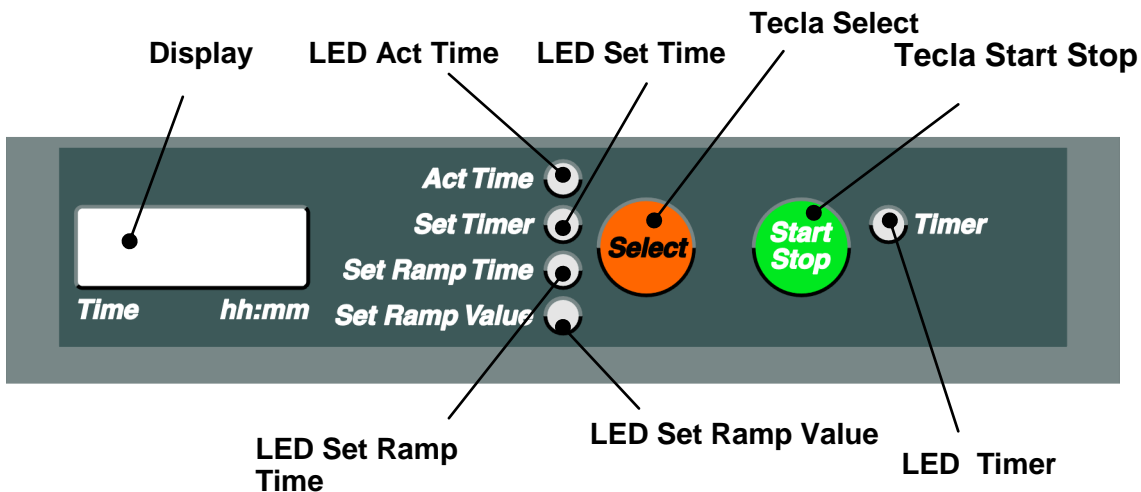 Tecla Select
Display
LED Act Time
LED Set Time
Tecla Start Stop
Act Time
Set Timer
Select
Start
Stop
Timer
Set Ramp Time
Time
hh:mm
Set Ramp Value
LED Set Ramp
Time
LED Set Ramp Value
LED Timer